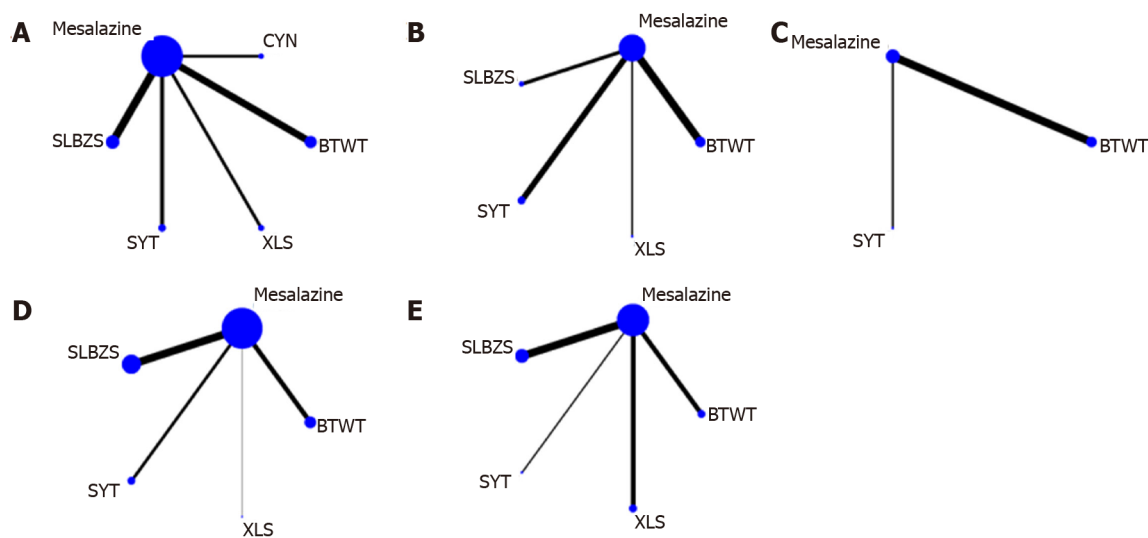 A
Mesalazine
CYN
SLBZS
BTWT
SYT
XLS
B
Mesalazine
SLBZS
BTWT
SYT
XLS
C
Mesalazine
BTWT
SYT
D
Mesalazine
SLBZS
BTWT
SYT
XLS
E
Mesalazine
SLBZS
BTWT
SYT
XLS